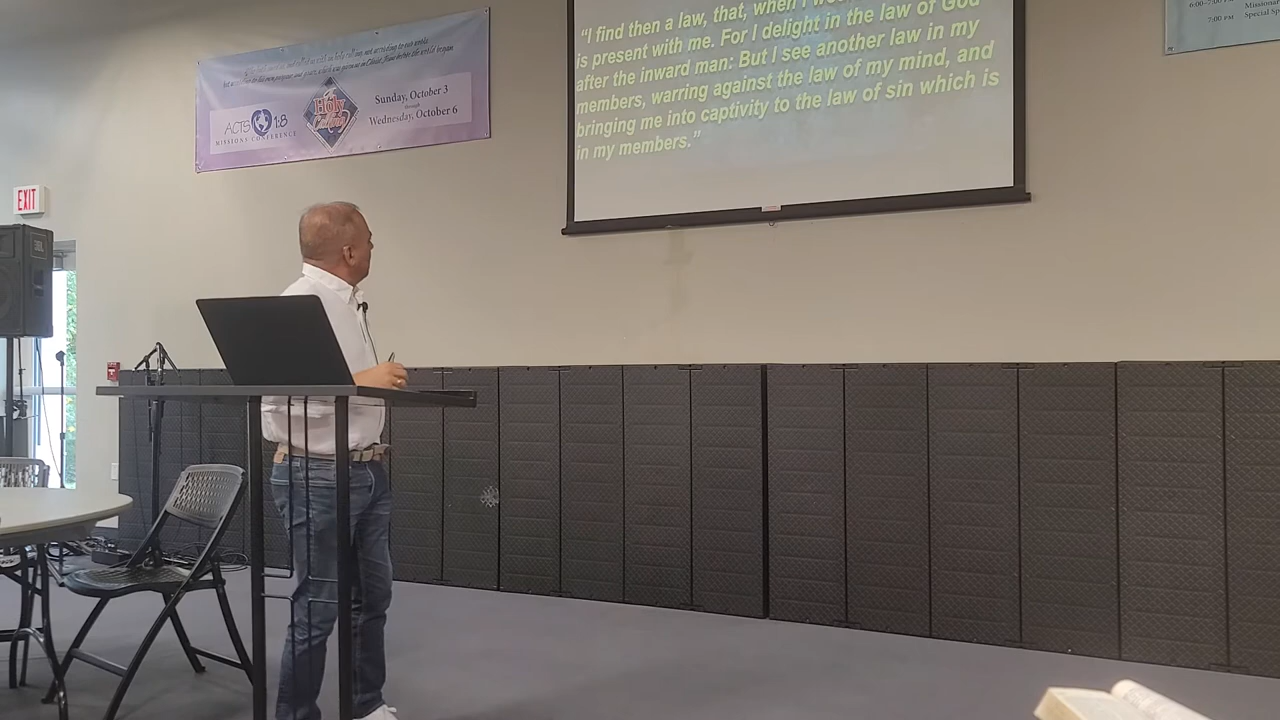 "I find then a law, that, when I
is present with me. For I delight in the law of God
after the inward man: But I see another law in my
members, warring against the law of my mind, and
bringing me into captivity to the law of sin which is
in my members."
ACTS 1:8
MISSIONS CONFERENCE
Holy
Calling
Sunday, October 3
through
Wednesday, October 6
7:00 PM
EXIT
JBL